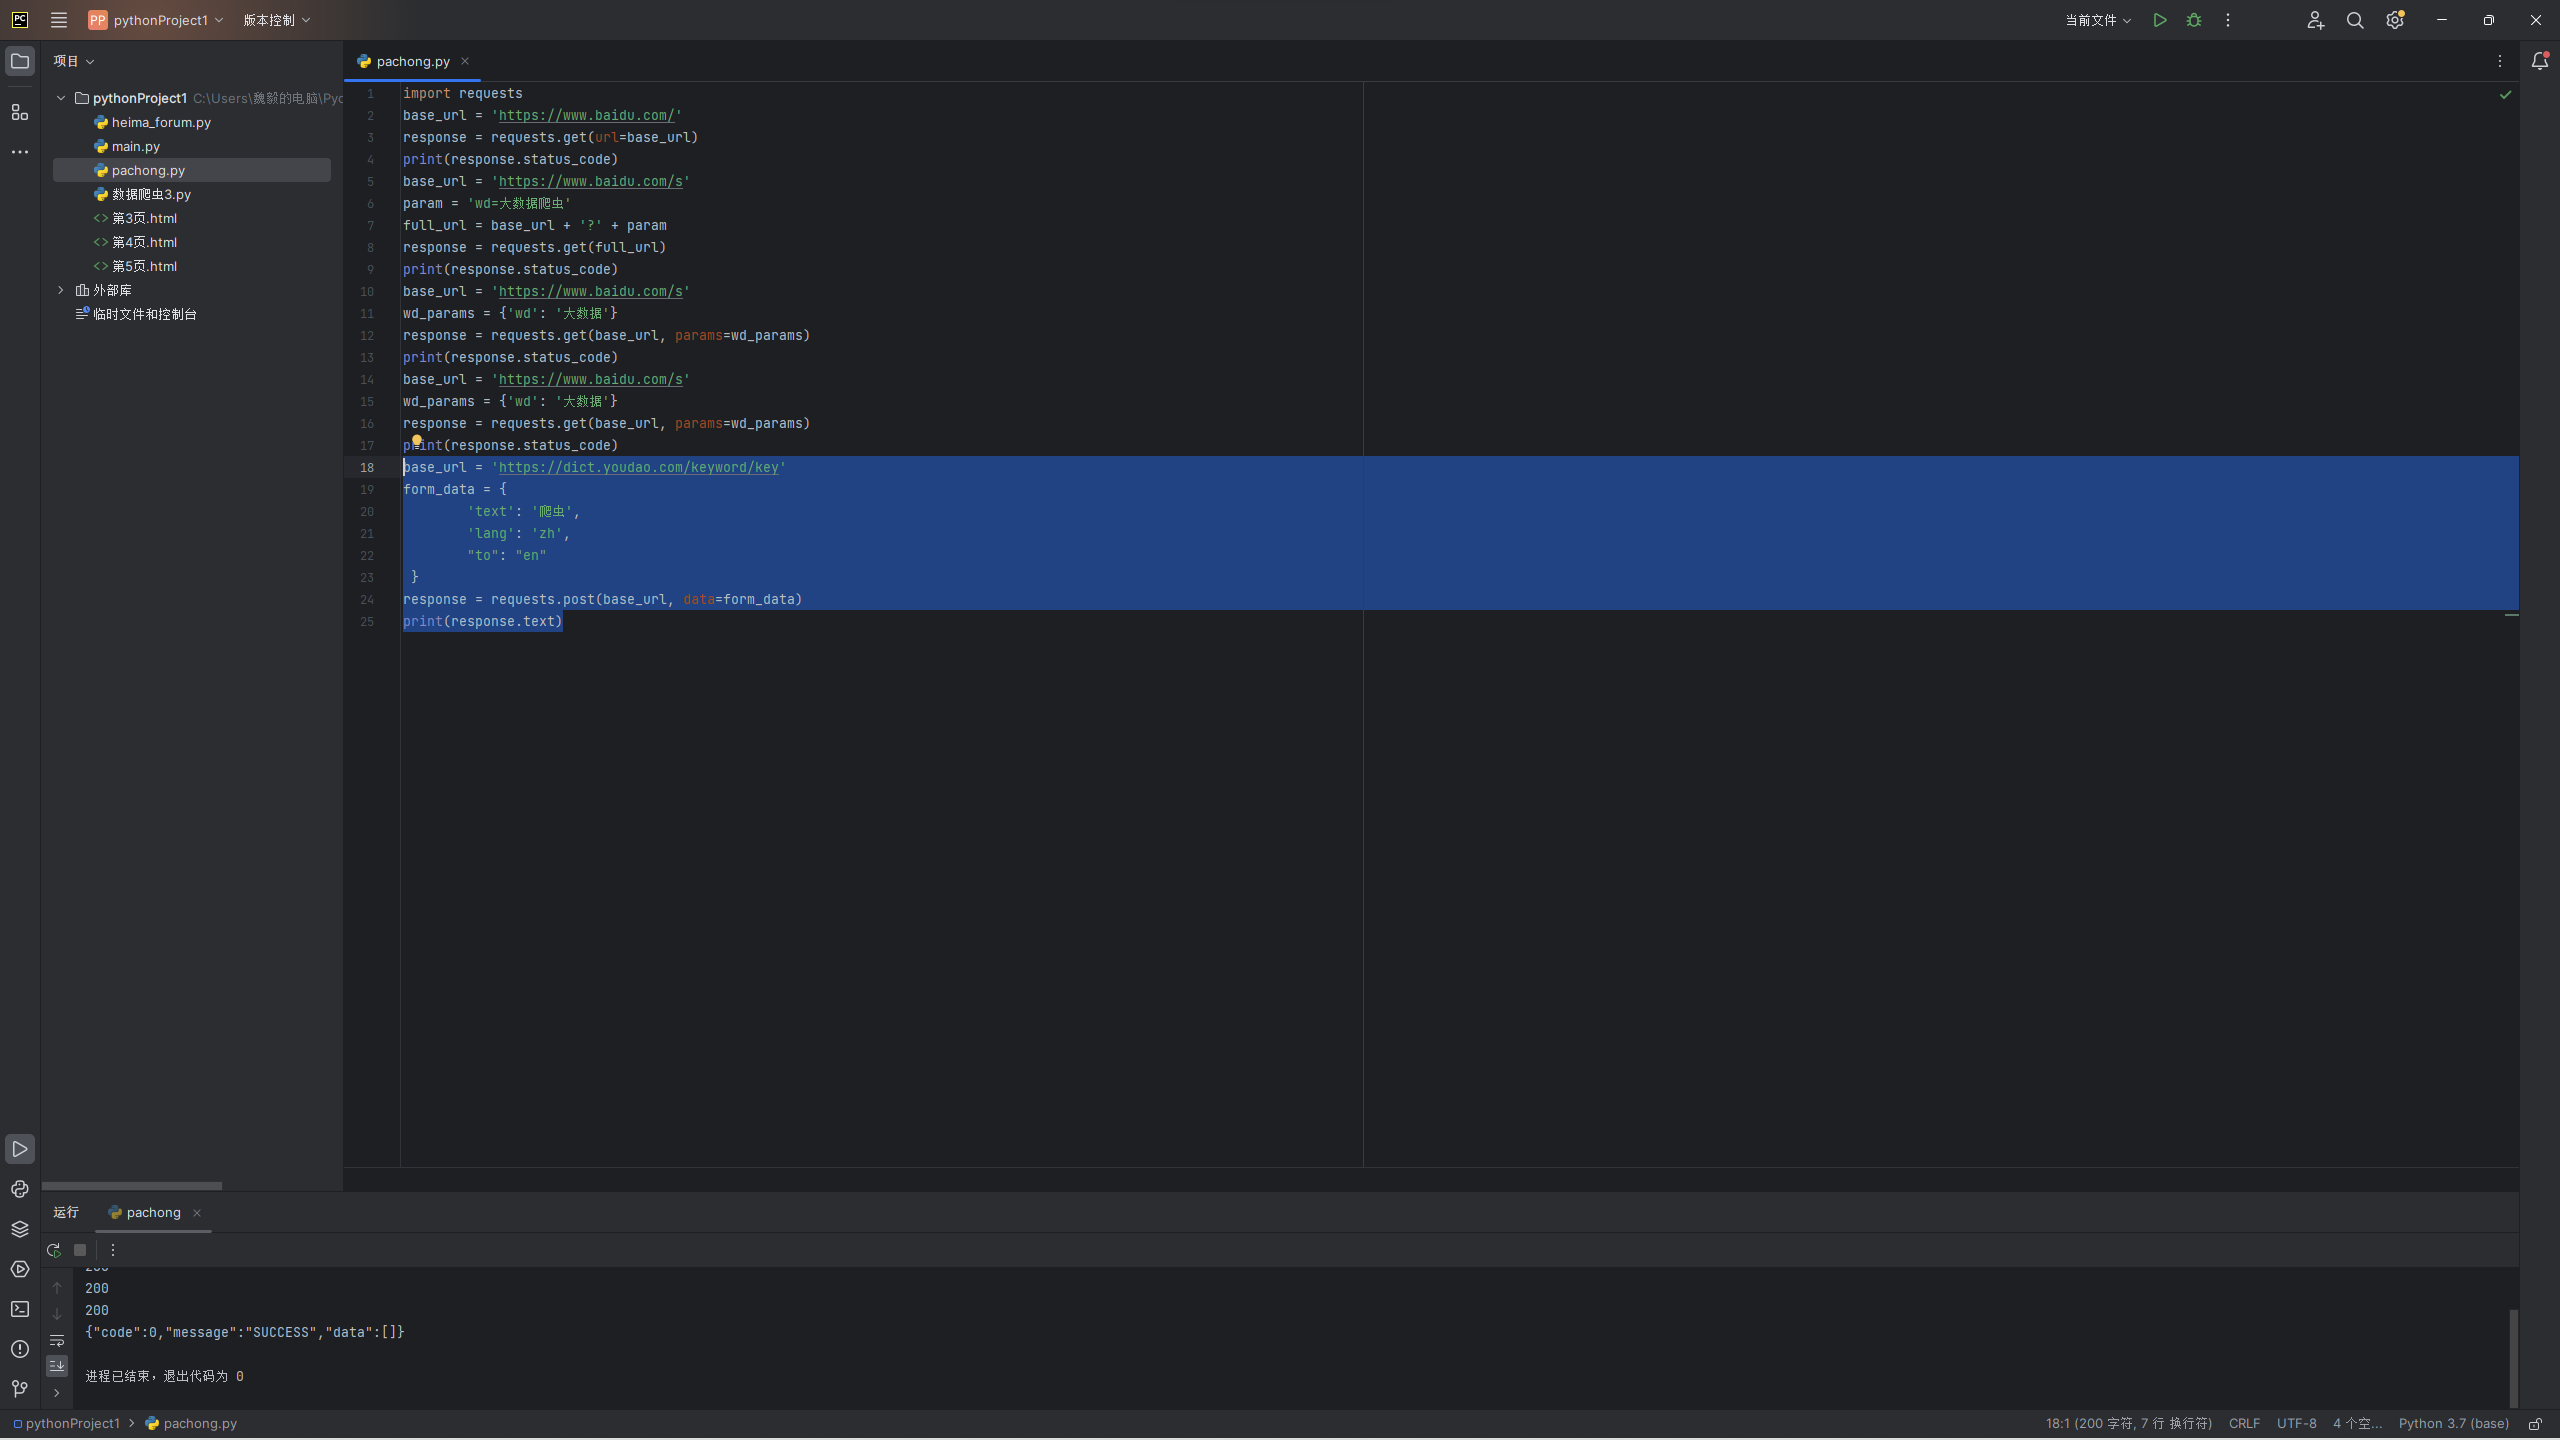 PC
PP pythonProject1 版本控制 当前文件
项目
pachong.py
pythonProject1 C:\Users\魏毅的电脑\Pyc
heima_forum.py
main.py
pachong.py
数据爬虫3.py
第3页.html
第4页.html
第5页.html
外部库
临时文件和控制台
1 import requests
2 base_url = 'https://www.baidu.com/'
3 response = requests.get(url=base_url)
4 print(response.status_code)
5 base_url = 'https://www.baidu.com/s'
6 param = 'wd=大数据爬虫'
7 full_url = base_url + '?' + param
8 response = requests.get(full_url)
9 print(response.status_code)
10 base_url = 'https://www.baidu.com/s'
11 wd_params = {'wd': '大数据'}
12 response = requests.get(base_url, params=wd_params)
13 print(response.status_code)
14 base_url = 'https://www.baidu.com/s'
15 wd_params = {'wd': '大数据'}
16 response = requests.get(base_url, params=wd_params)
17 print(response.status_code)
18 base_url = 'https://dict.youdao.com/keyword/key'
19 form_data = {
20 'text': '爬虫',
21 'lang': 'zh',
22 "to": "en"
23 }
24 response = requests.post(base_url, data=form_data)
25 print(response.text)
运行 pachong
200
200
{"code":0,"message":"SUCCESS","data":[]}
进程已结束，退出代码为 0
pythonProject1 > pachong.py 18:1 (200 字符, 7 行 换行符) CRLF UTF-8 4 个空... Python 3.7 (base)